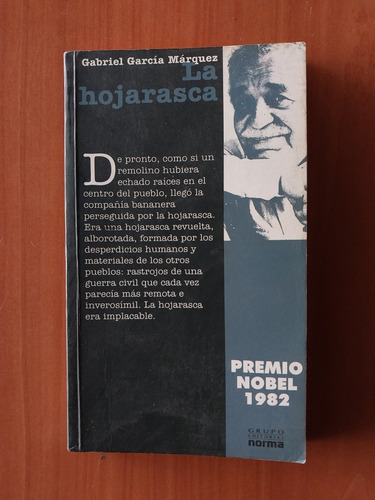 Gabriel García Márquez
La
hojarasca
De pronto, como si un
remolino hubiera
echado raíces en el
centro del pueblo, llegó la
compañía bananera
perseguida por la hojarasca.
Era una hojarasca revuelta,
alborotada, formada por los
desperdicios humanos y
materiales de los otros
pueblos: rastrojos de una
guerra civil que cada vez
parecía más remota e
inverosímil. La hojarasca
era implacable.
PREMIO
NOBEL
1982
GRUPO
EDITORIAL
norma